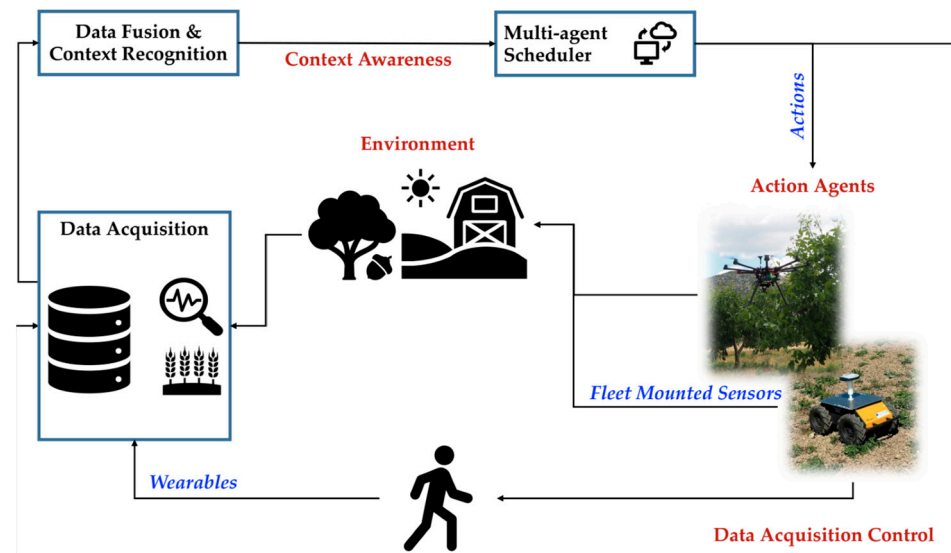 Data Fusion &
Context Recognition
Context Awareness
Multi-agent
Scheduler
Actions
Environment
Action Agents
Data Acquisition
Fleet Mounted Sensors
Wearables
Data Acquisition Control